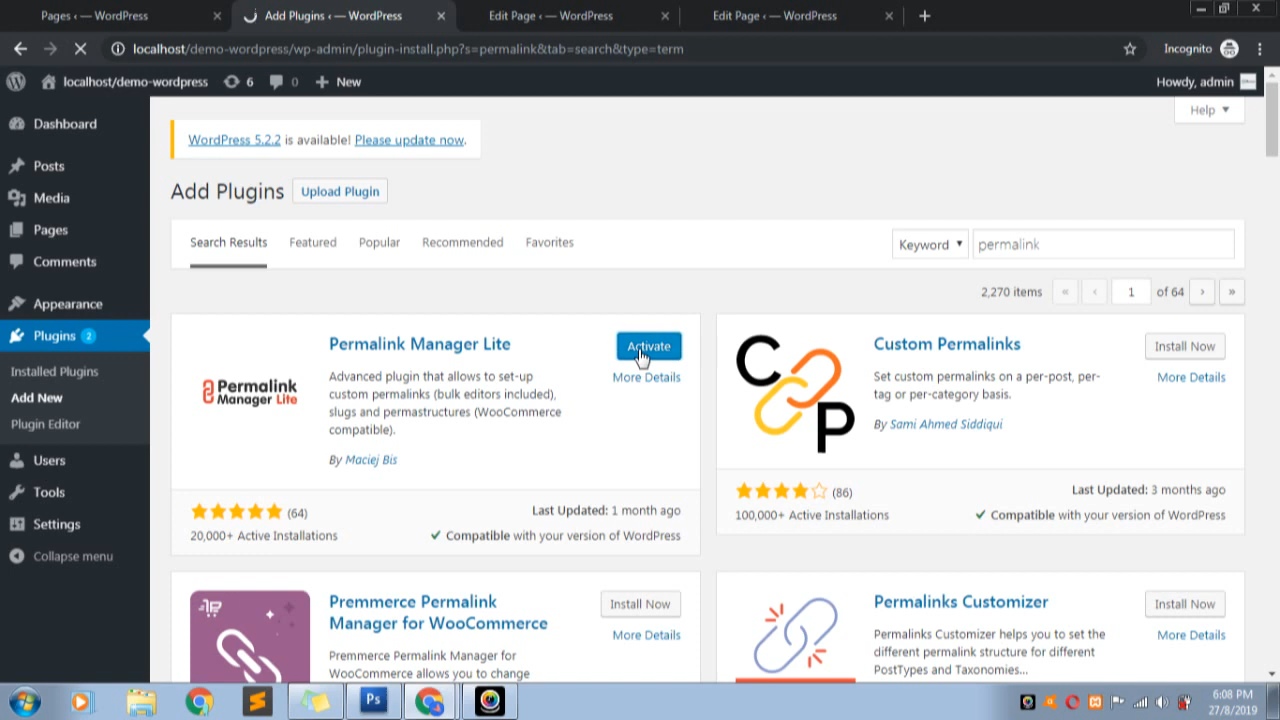 Pages ‹ — WordPress
Add Plugins ‹ — WordPress
Edit Page ‹ — WordPress
Edit Page ‹ — WordPress
localhost/demo-wordpress/wp-admin/plugin-install.php?s=permalink&tab=search&type=term
Incognito
localhost/demo-wordpress 6 0 New
Howdy, admin
Help
Dashboard
Posts
Media
Pages
Comments
Appearance
Plugins 2
Installed Plugins
Add New
Plugin Editor
Users
Tools
Settings
Collapse menu
WordPress 5.2.2 is available! Please update now.
Add Plugins Upload Plugin
Search Results Featured Popular Recommended Favorites
Keyword permalink
2,270 items « ‹ 1 of 64 › »
Permalink Manager Lite
Activate
More Details
Permalink
Manager Lite
Advanced plugin that allows to set-up
custom permalinks (bulk editors included),
slugs and permastructures (WooCommerce
compatible).
By Maciej Bis
(64)
Last Updated: 1 month ago
20,000+ Active Installations
Compatible with your version of WordPress
Custom Permalinks
Install Now
More Details
C
P
Set custom permalinks on a per-post, per-
tag or per-category basis.
By Sami Ahmed Siddiqui
(86)
Last Updated: 3 months ago
100,000+ Active Installations
Compatible with your version of WordPress
Premmerce Permalink
Manager for WooCommerce
Install Now
More Details
Premmerce Permalink Manager for
WooCommerce allows you to change
Permalinks Customizer
Install Now
More Details
Permalinks Customizer helps you to set the
different permalink structure for different
PostTypes and Taxonomies...
Ps
6:08 PM
27/8/2019